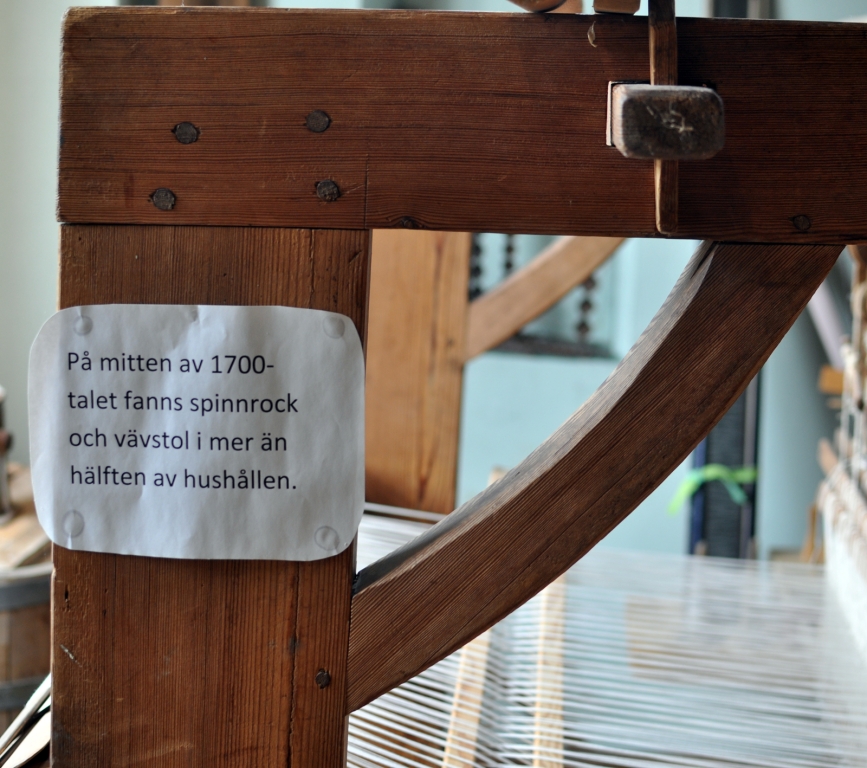 På mitten av 1700-
talet fanns spinnrock
och vävstol i mer än
hälften av hushållen.